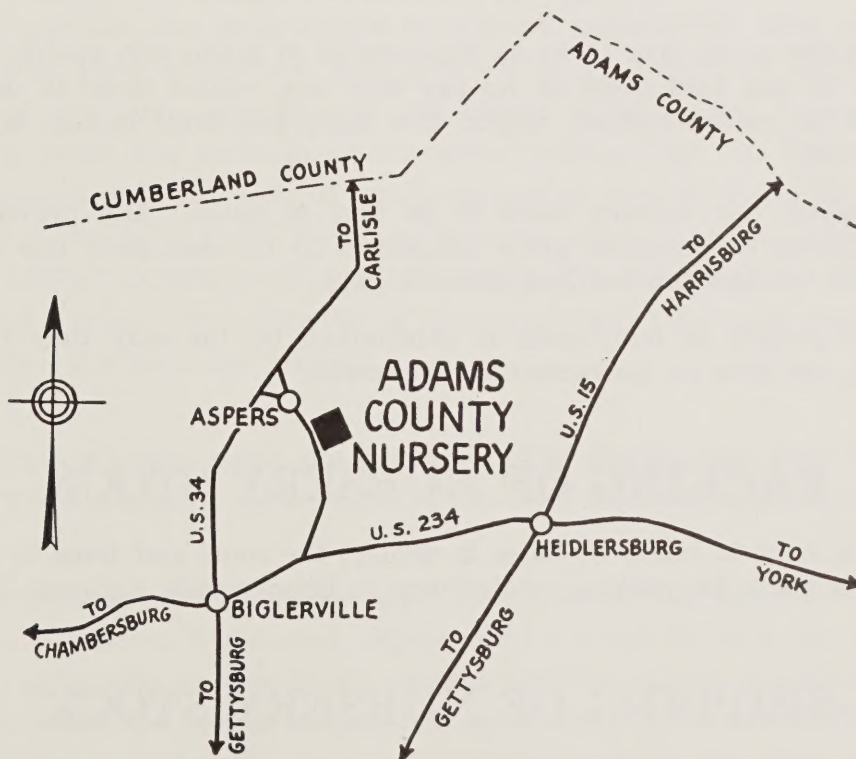 ADAMS COUNTY
CUMBERLAND COUNTY
TO
CARLISLE
TO
HARRISBURG
ADAMS
COUNTY
NURSERY
ASPERS
U.S. 15
U.S. 34
U.S. 234
HEIDLERSBURG
TO
YORK
BIGLERVILLE
TO
CHAMBERSBURG
TO
GETTYSBURG
TO
GETTYSBURG